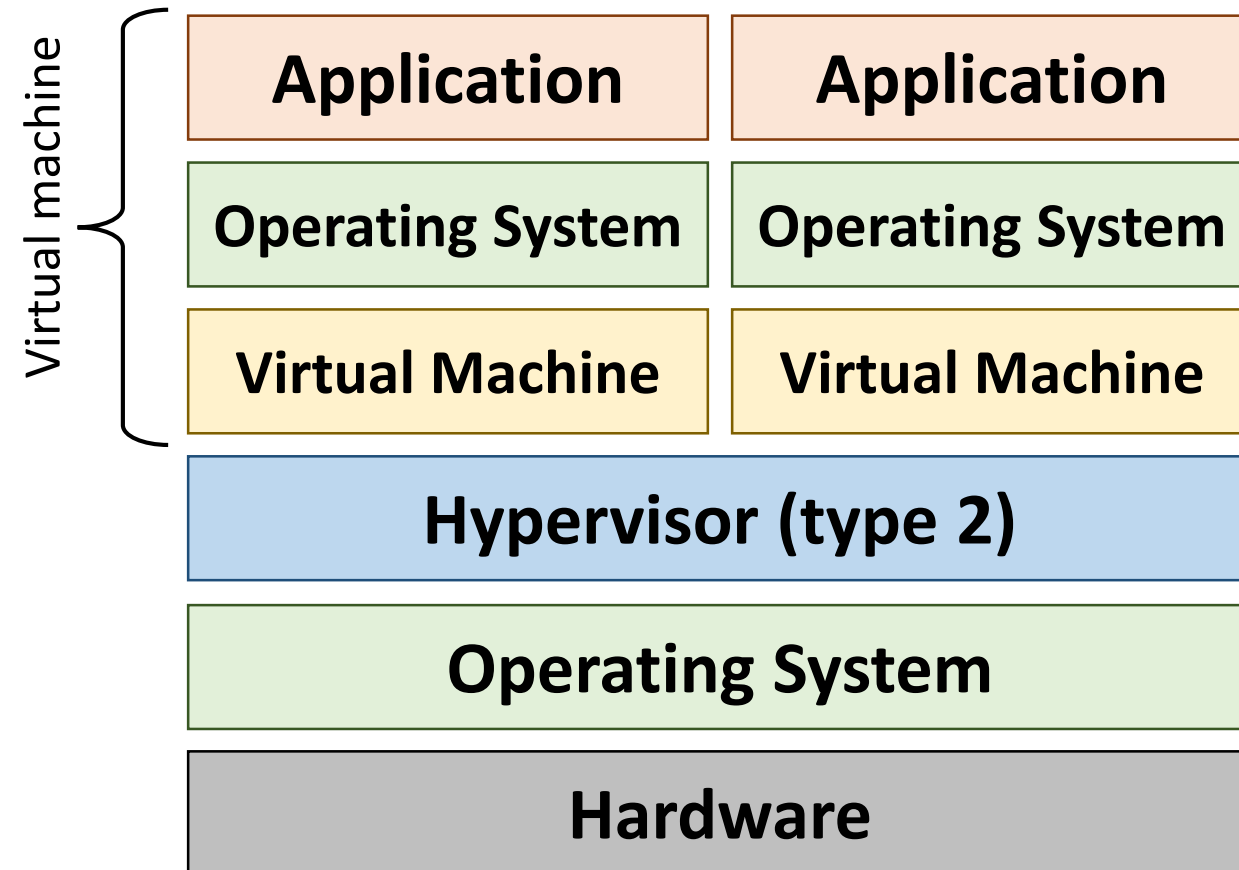 Virtual machine
Application
Application
Operating System
Operating System
Virtual Machine
Virtual Machine
Hypervisor (type 2)
Operating System
Hardware